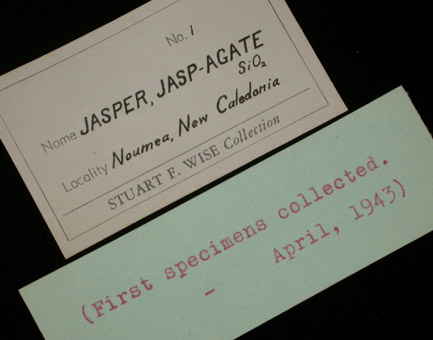 No. 1
Name JASPER, JASP-AGATE
SiO₂
Locality Noumea, New Caledonia
STUART F. WISE Collection
(First specimens collected.
- April, 1943)